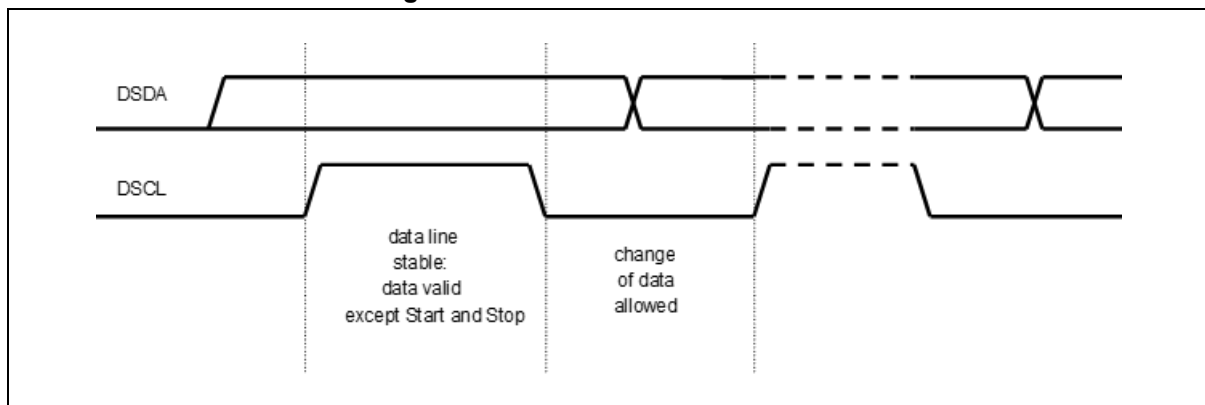 DSDA
DSCL
data line
stable:
data valid
except Start and Stop
change
of data
allowed